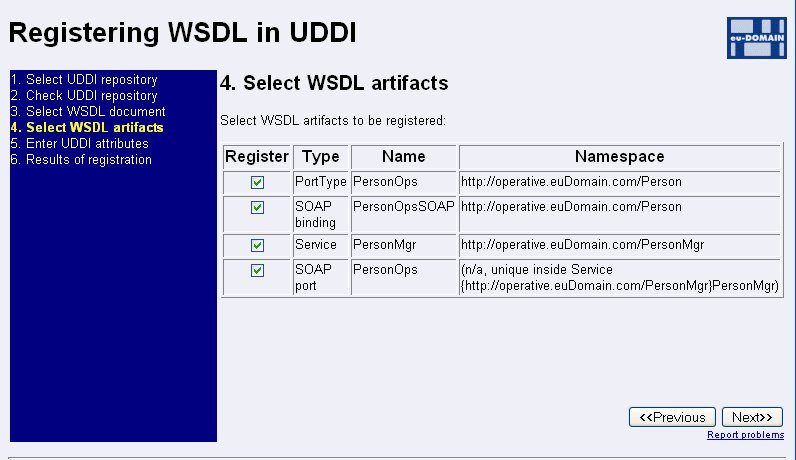 Registering WSDL in UDDI
eu-DOMAIN
1. Select UDDI repository
2. Check UDDI repository
3. Select WSDL document
4. Select WSDL artifacts
5. Enter UDDI attributes
6. Results of registration
4. Select WSDL artifacts
Select WSDL artifacts to be registered:
Register Type Name Namespace
PortType PersonOps http://operative.euDomain.com/Person
SOAP binding PersonOpsSOAP http://operative.euDomain.com/Person
Service PersonMgr http://operative.euDomain.com/PersonMgr
SOAP port PersonOps (n/a, unique inside Service
{http://operative.euDomain.com/PersonMgr}PersonMgr)
<<Previous Next>>
Report problems